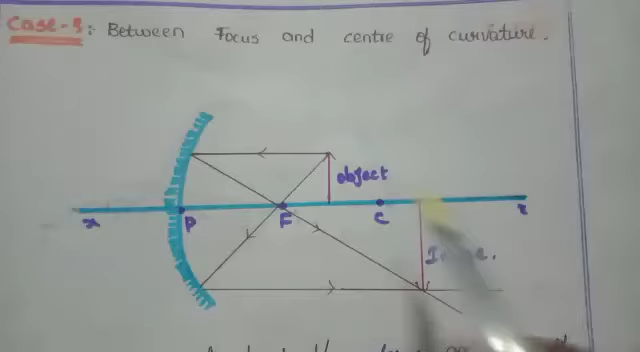 Case-3: Between Focus and centre of curvature.
object
x
P
F
C